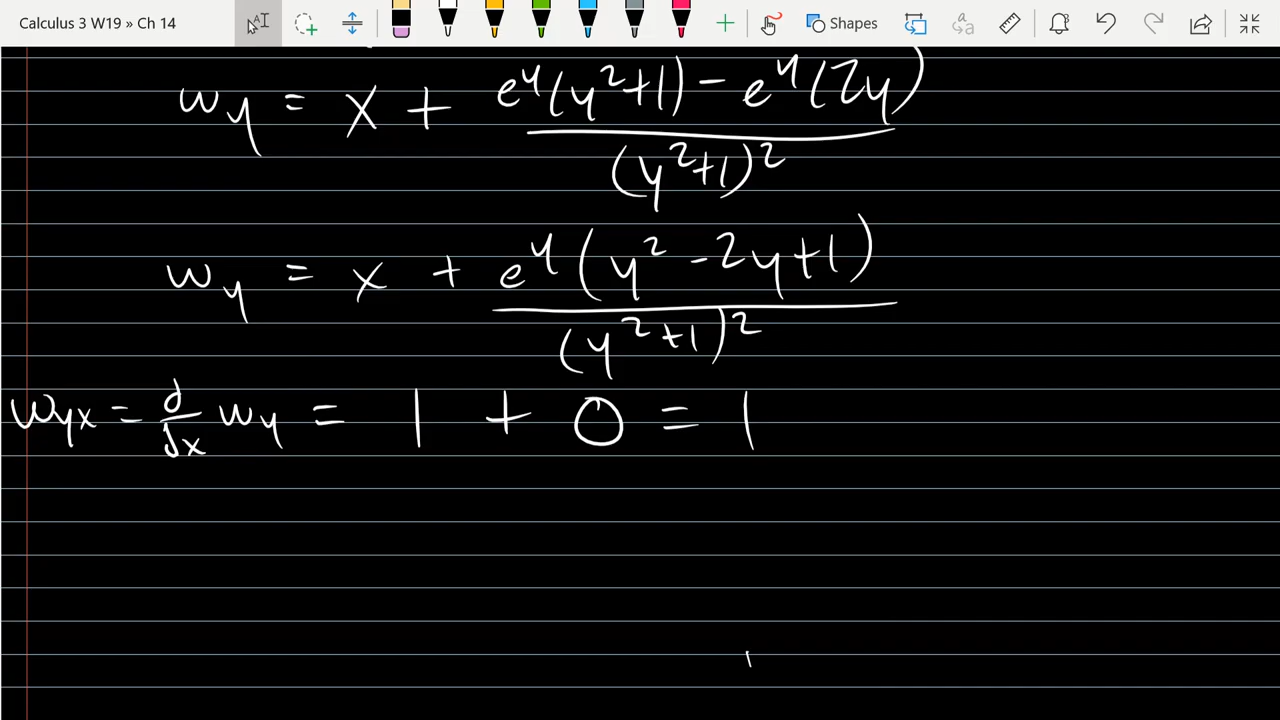 Calculus 3 W19 » Ch 14
Shapes
w_y = x + (e^y(y^2+1) - e^y(2y))/(y^2+1)^2
w_y = x + e^y(y^2 - 2y + 1)/(y^2+1)^2
w_yx = ∂/∂x w_y = 1 + 0 = 1